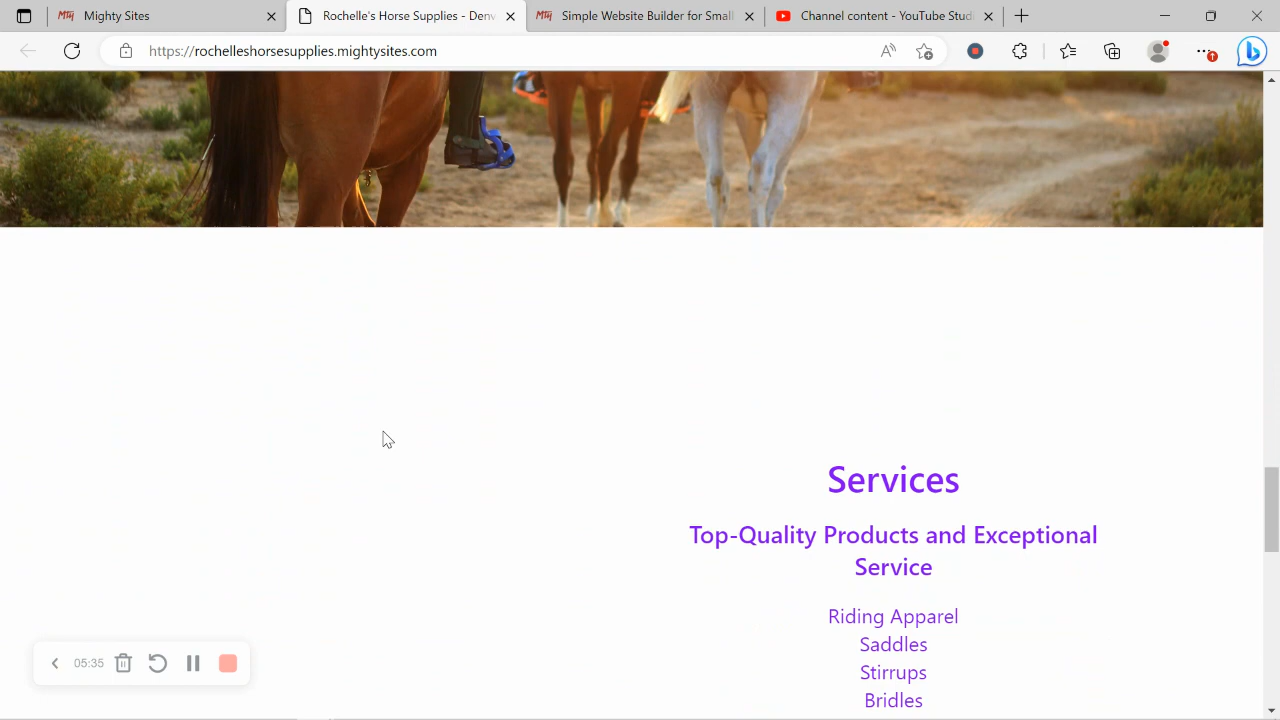 Mighty Sites
Rochelle's Horse Supplies - Denv
Simple Website Builder for Small
Channel content - YouTube Studi
https://rochelleshorsesupplies.mightysites.com
Services
Top-Quality Products and Exceptional
Service
Riding Apparel
Saddles
Stirrups
Bridles
05:35